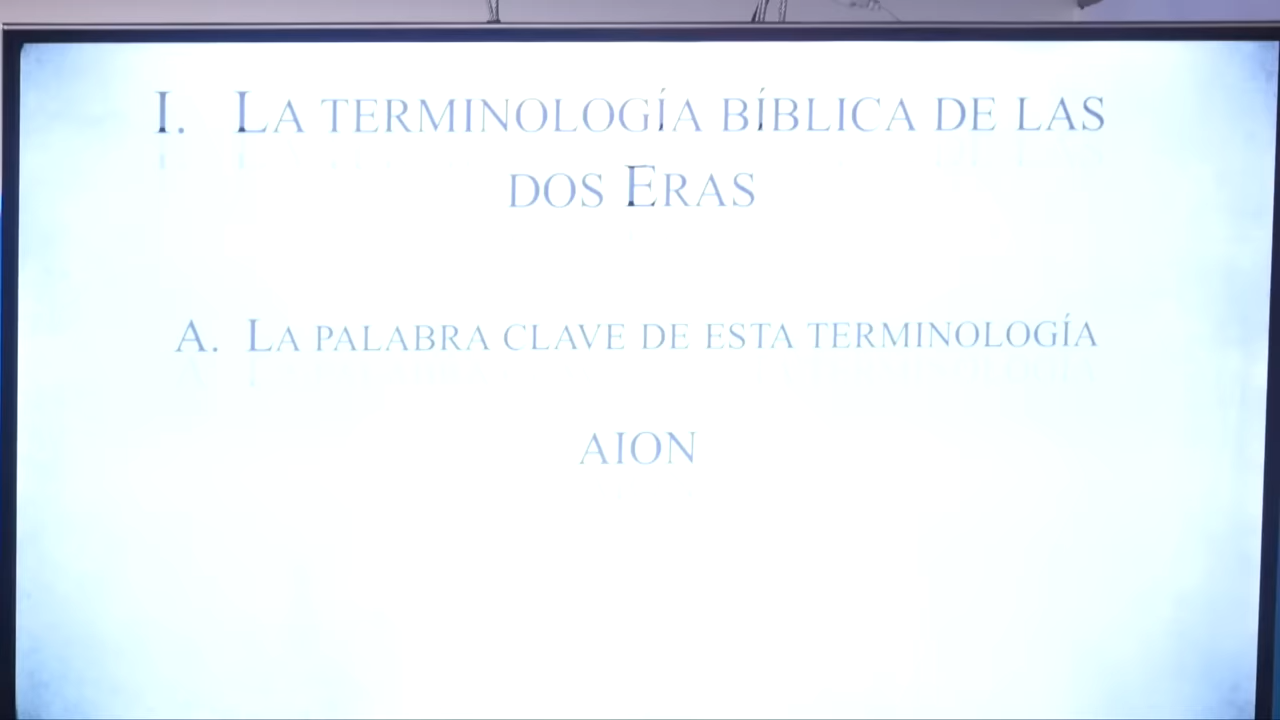 I. La terminología bíblica de las
dos Eras
A. La palabra clave de esta terminología
AION